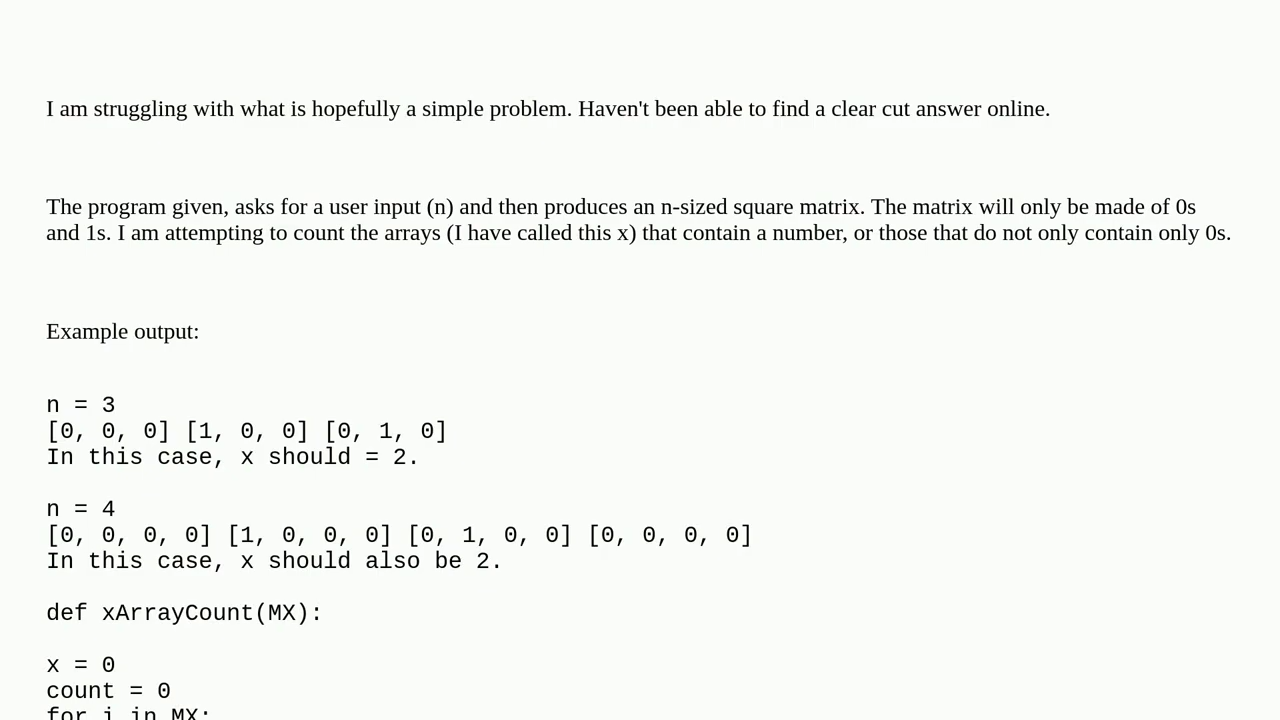 I am struggling with what is hopefully a simple problem. Haven't been able to find a clear cut answer online.
The program given, asks for a user input (n) and then produces an n-sized square matrix. The matrix will only be made of 0s
and 1s. I am attempting to count the arrays (I have called this x) that contain a number, or those that do not only contain only 0s.
Example output:
n = 3
[0, 0, 0] [1, 0, 0] [0, 1, 0]
In this case, x should = 2.
n = 4
[0, 0, 0, 0] [1, 0, 0, 0] [0, 1, 0, 0] [0, 0, 0, 0]
In this case, x should also be 2.
def xArrayCount(MX):
x = 0
count = 0
for i in MX: